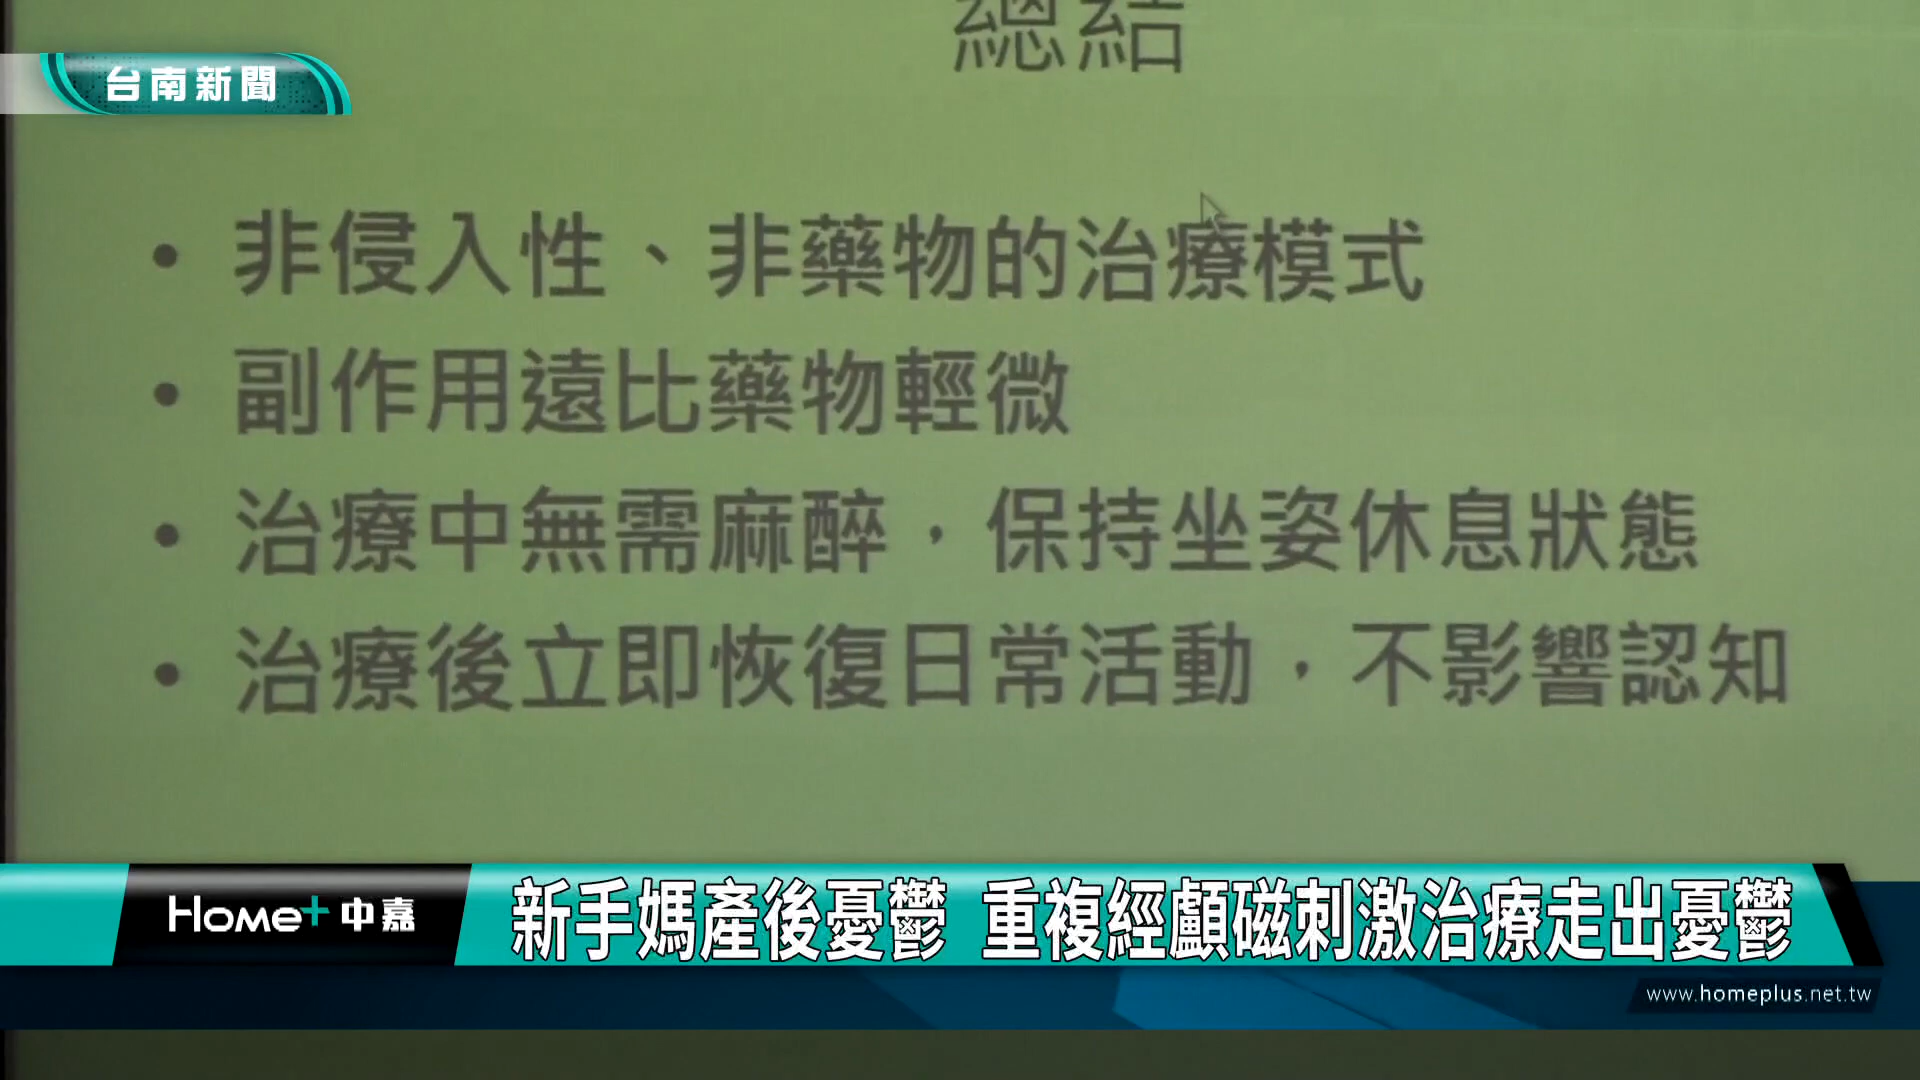 總結
台南新聞
• 非侵入性、非藥物的治療模式
• 副作用遠比藥物輕微
• 治療中無需麻醉，保持坐姿休息狀態
• 治療後立即恢復日常活動，不影響認知
Home+ 中嘉
新手媽產後憂鬱 重複經顱磁刺激治療走出憂鬱
www.homeplus.net.tw